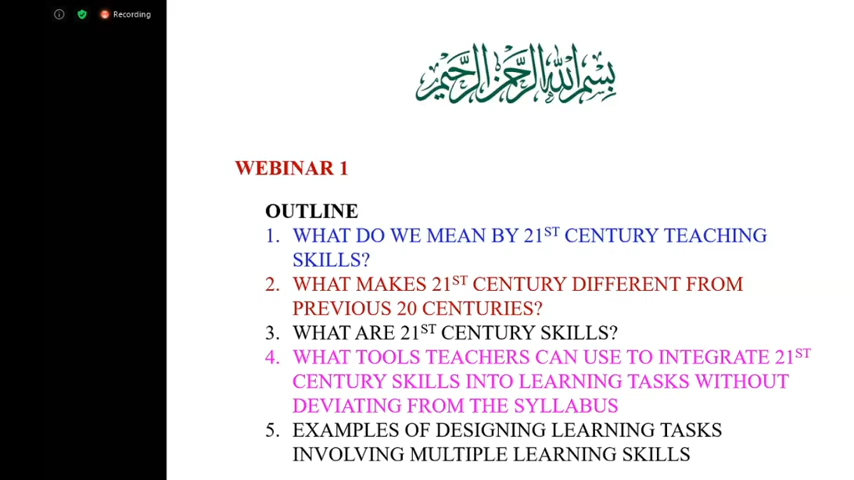 Recording
بسم الله الرحمن الرحيم
WEBINAR 1
OUTLINE
1. WHAT DO WE MEAN BY 21ST CENTURY TEACHING
SKILLS?
2. WHAT MAKES 21ST CENTURY DIFFERENT FROM
PREVIOUS 20 CENTURIES?
3. WHAT ARE 21ST CENTURY SKILLS?
4. WHAT TOOLS TEACHERS CAN USE TO INTEGRATE 21ST
CENTURY SKILLS INTO LEARNING TASKS WITHOUT
DEVIATING FROM THE SYLLABUS
5. EXAMPLES OF DESIGNING LEARNING TASKS
INVOLVING MULTIPLE LEARNING SKILLS